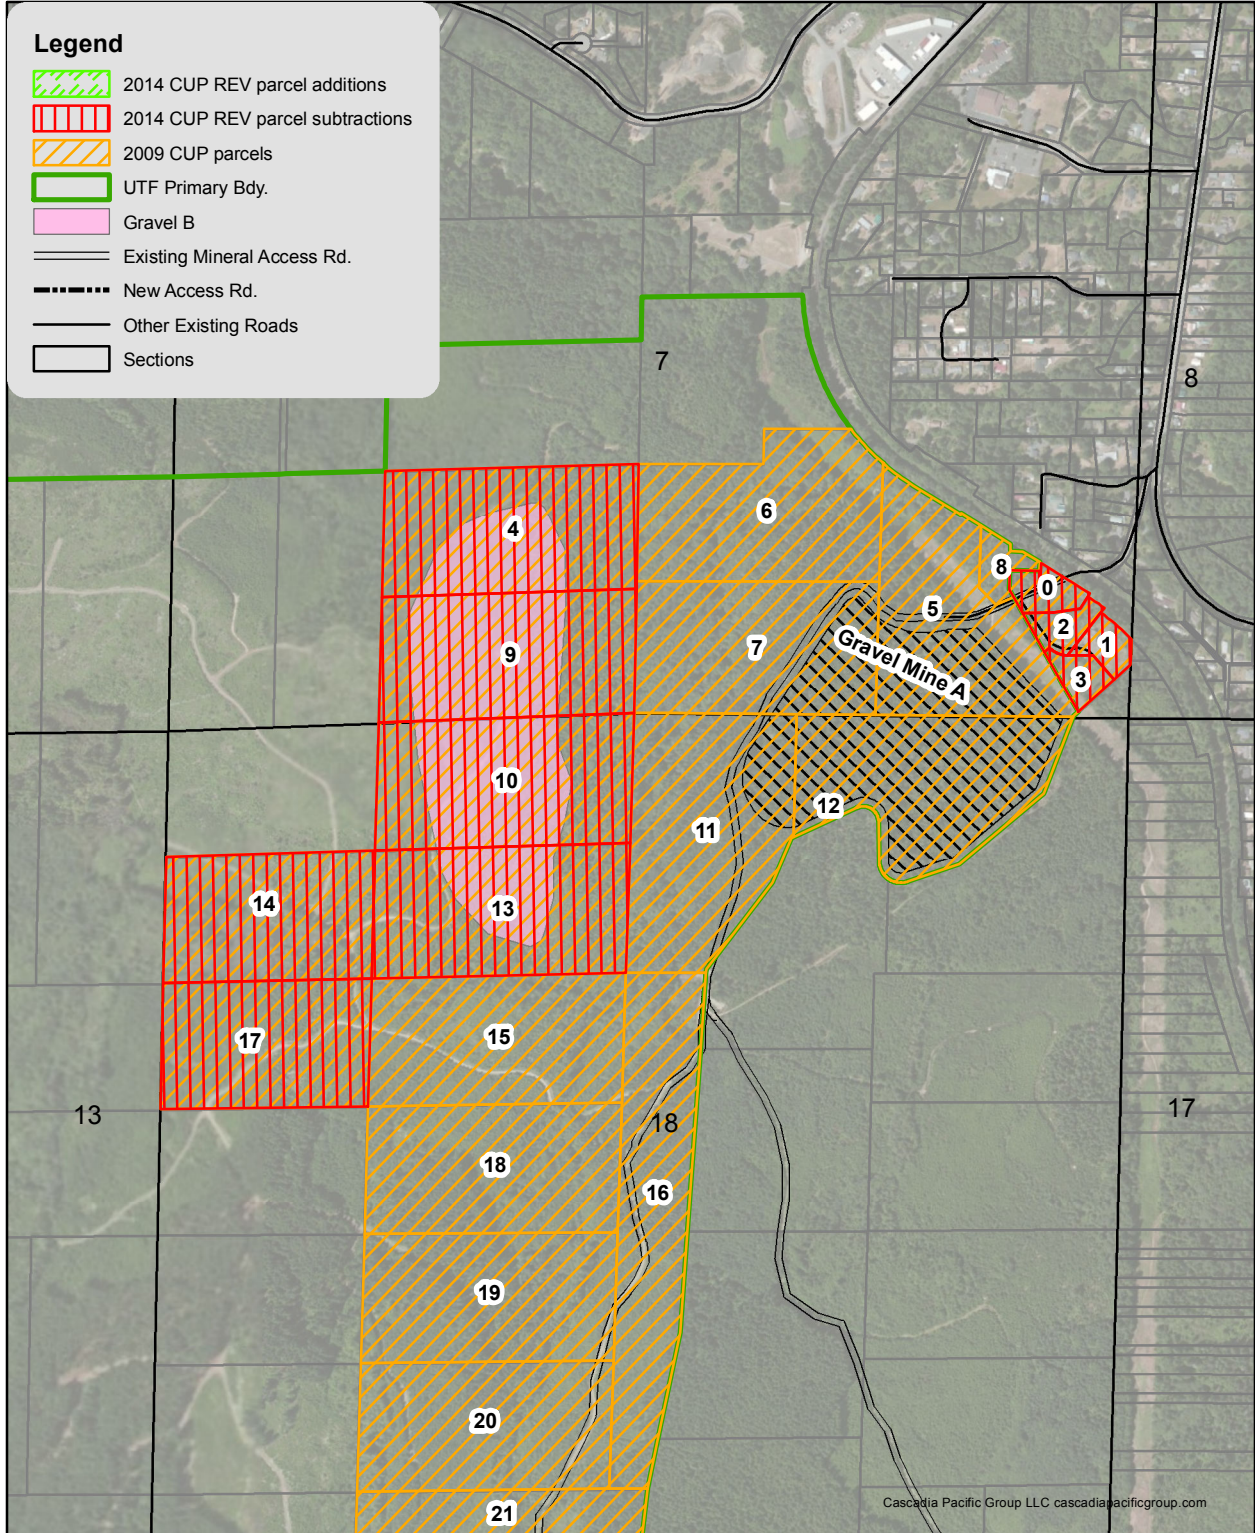 Legend
2014 CUP REV parcel additions
2014 CUP REV parcel subtractions
2009 CUP parcels
UTF Primary Bdy.
Gravel B
Existing Mineral Access Rd.
New Access Rd.
Other Existing Roads
Sections
7
8
4
6
8
0
5
2
9
7
Gravel Mine A
1
3
10
12
11
14
13
15
17
13
18
17
18
16
19
20
21
Cascadia Pacific Group LLC cascadiapacificgroup.com